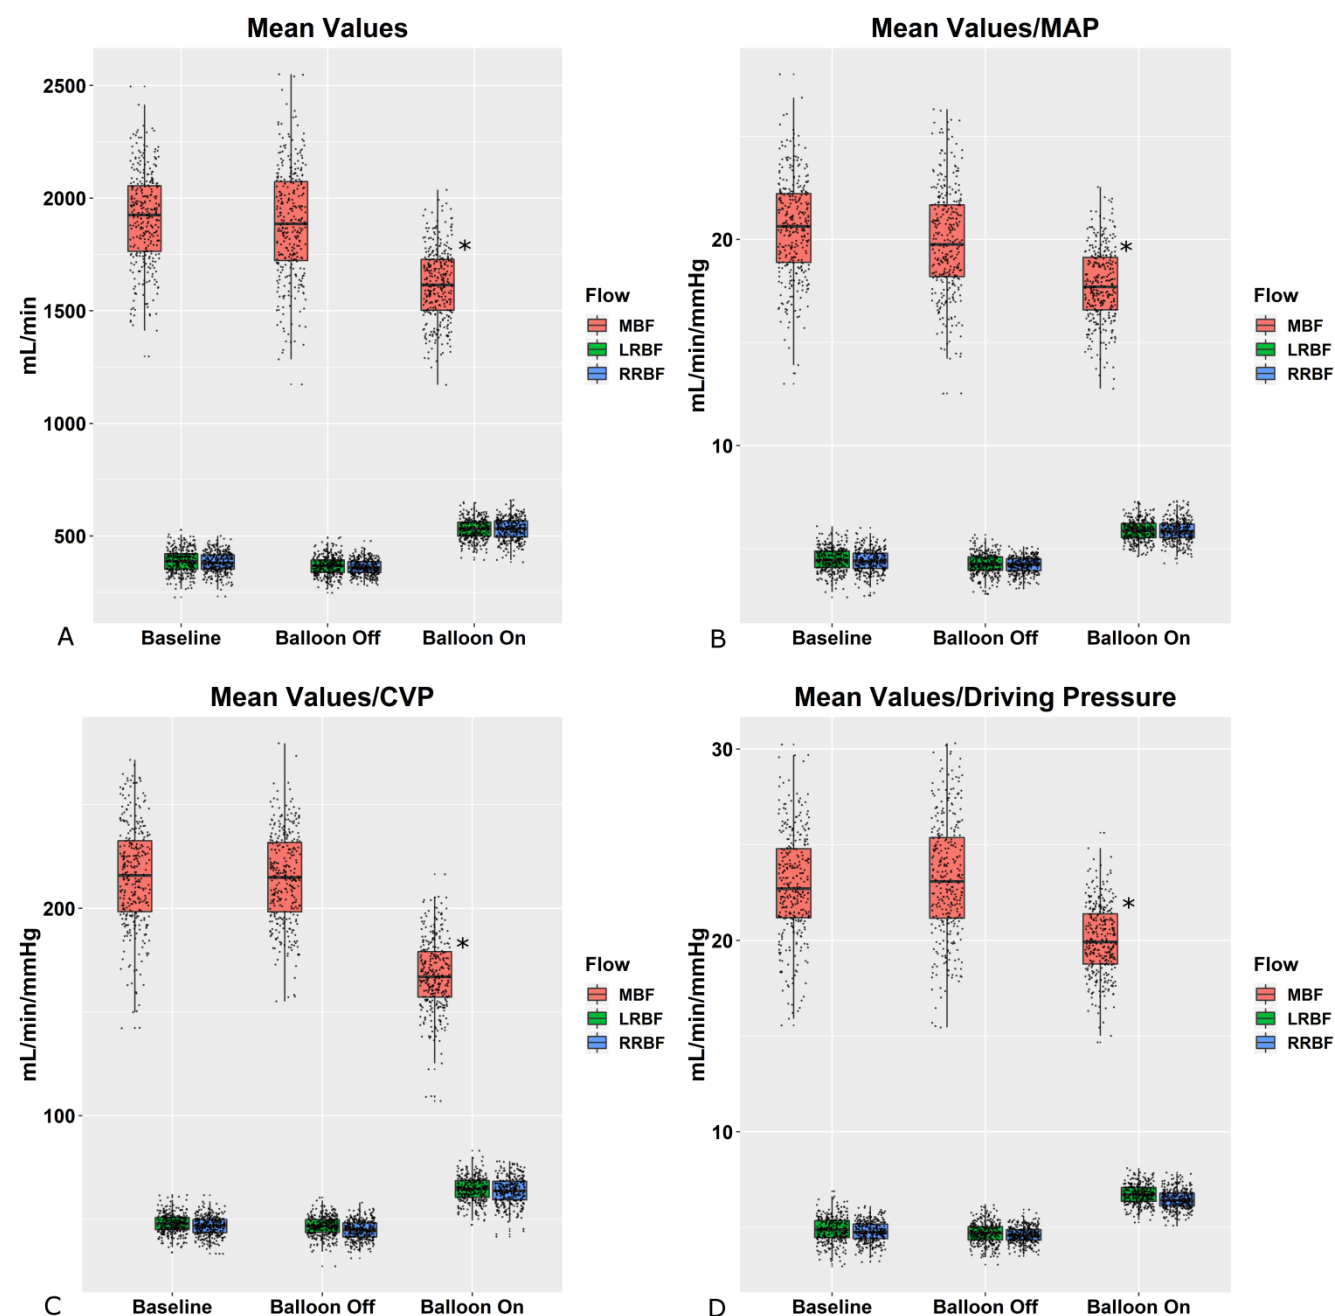 Mean Values
2500
2000
1500
1000
500
mL/min
*
Flow
MBF
LRBF
RRBF
A
Baseline
Balloon Off
Balloon On
Mean Values/MAP
20
10
mL/min/mmHg
*
Flow
MBF
LRBF
RRBF
B
Baseline
Balloon Off
Balloon On
Mean Values/CVP
200
100
mL/min/mmHg
*
Flow
MBF
LRBF
RRBF
C
Baseline
Balloon Off
Balloon On
Mean Values/Driving Pressure
30
20
10
mL/min/mmHg
*
Flow
MBF
LRBF
RRBF
D
Baseline
Balloon Off
Balloon On